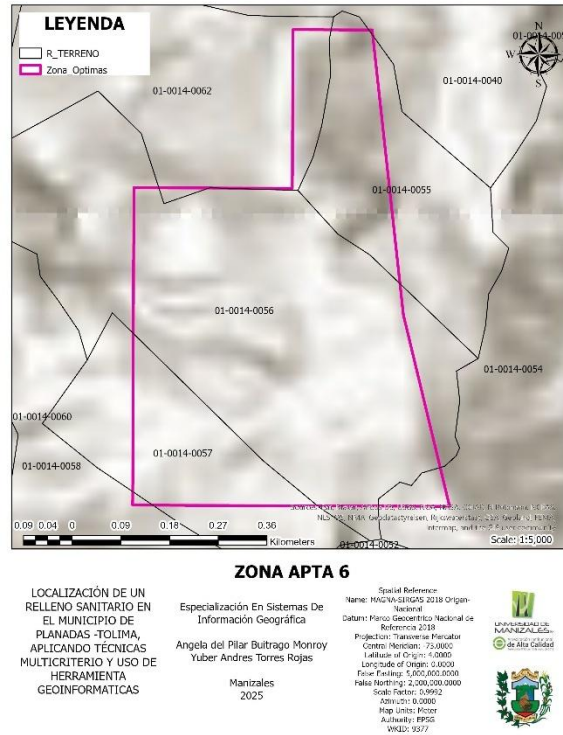 LEYENDA
R_TERRENO
Zona_Optimas
N
W
E
S
01-0014-0062
01-0014-0040
01-0014-0055
01-0014-0056
01-0014-0054
01-0014-0060
01-0014-0057
01-0014-0058
0.09 0.04 0 0.09 0.18 0.27 0.36
Kilometers
Scale: 1:5,000
ZONA APTA 6
LOCALIZACIÓN DE UN
RELLENO SANITARIO EN
EL MUNICIPIO DE
PLANADAS -TOLIMA,
APLICANDO TÉCNICAS
MULTICRITERIO Y USO DE
HERRAMIENTA
GEOINFORMATICAS
Especialización En Sistemas De
Información Geográfica
Angela del Pilar Buitrago Monroy
Yuber Andres Torres Rojas
Manizales
2025
Spatial Reference
Name: MAGNA-SIRGAS 2018 Origen-
Nacional
Datum: Marco Geocentrico Nacional de
Referencia 2018
Projection: Transverse Mercator
Central Meridian: -73.0000
Latitude of Origin: 4.0000
Longitude of Origin: 0.0000
False Easting: 5,000,000.0000
False Northing: 2,000,000.0000
Scale Factor: 0.9992
Azimuth: 0.0000
Map Units: Meter
Authority: EPSG
WKID: 9377
UNIVERSIDAD DE
MANIZALES
de Alta Calidad